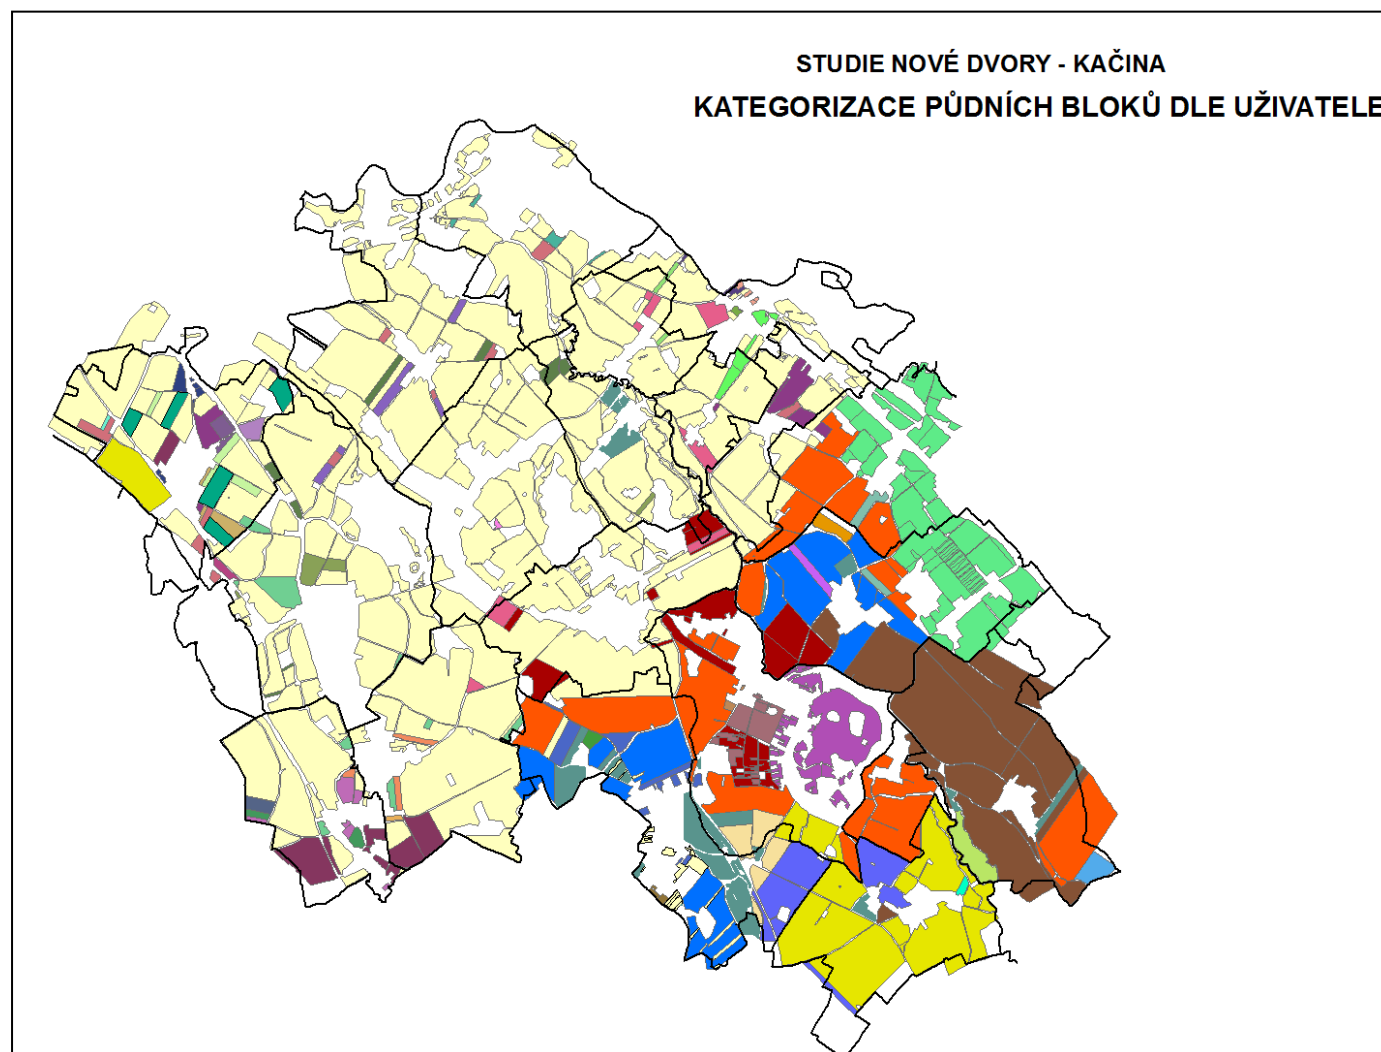 STUDIE NOVÉ DVORY - KAČINA
KATEGORIZACE PŮDNÍCH BLOKŮ DLE UŽIVATELE